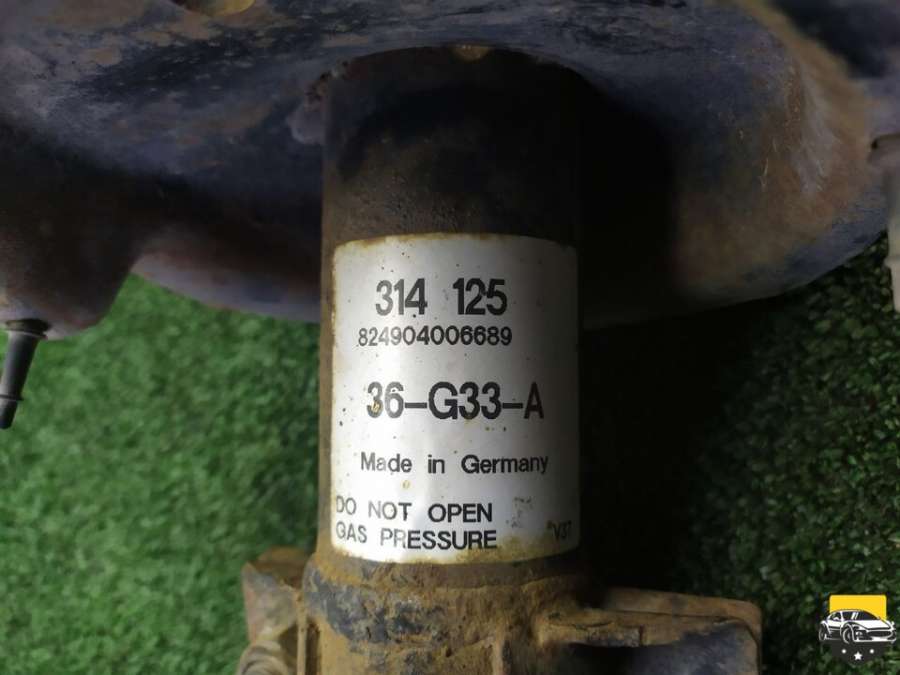 314 125
824904006689
36-G33-A
Made in Germany
DO NOT OPEN
GAS PRESSURE
V37